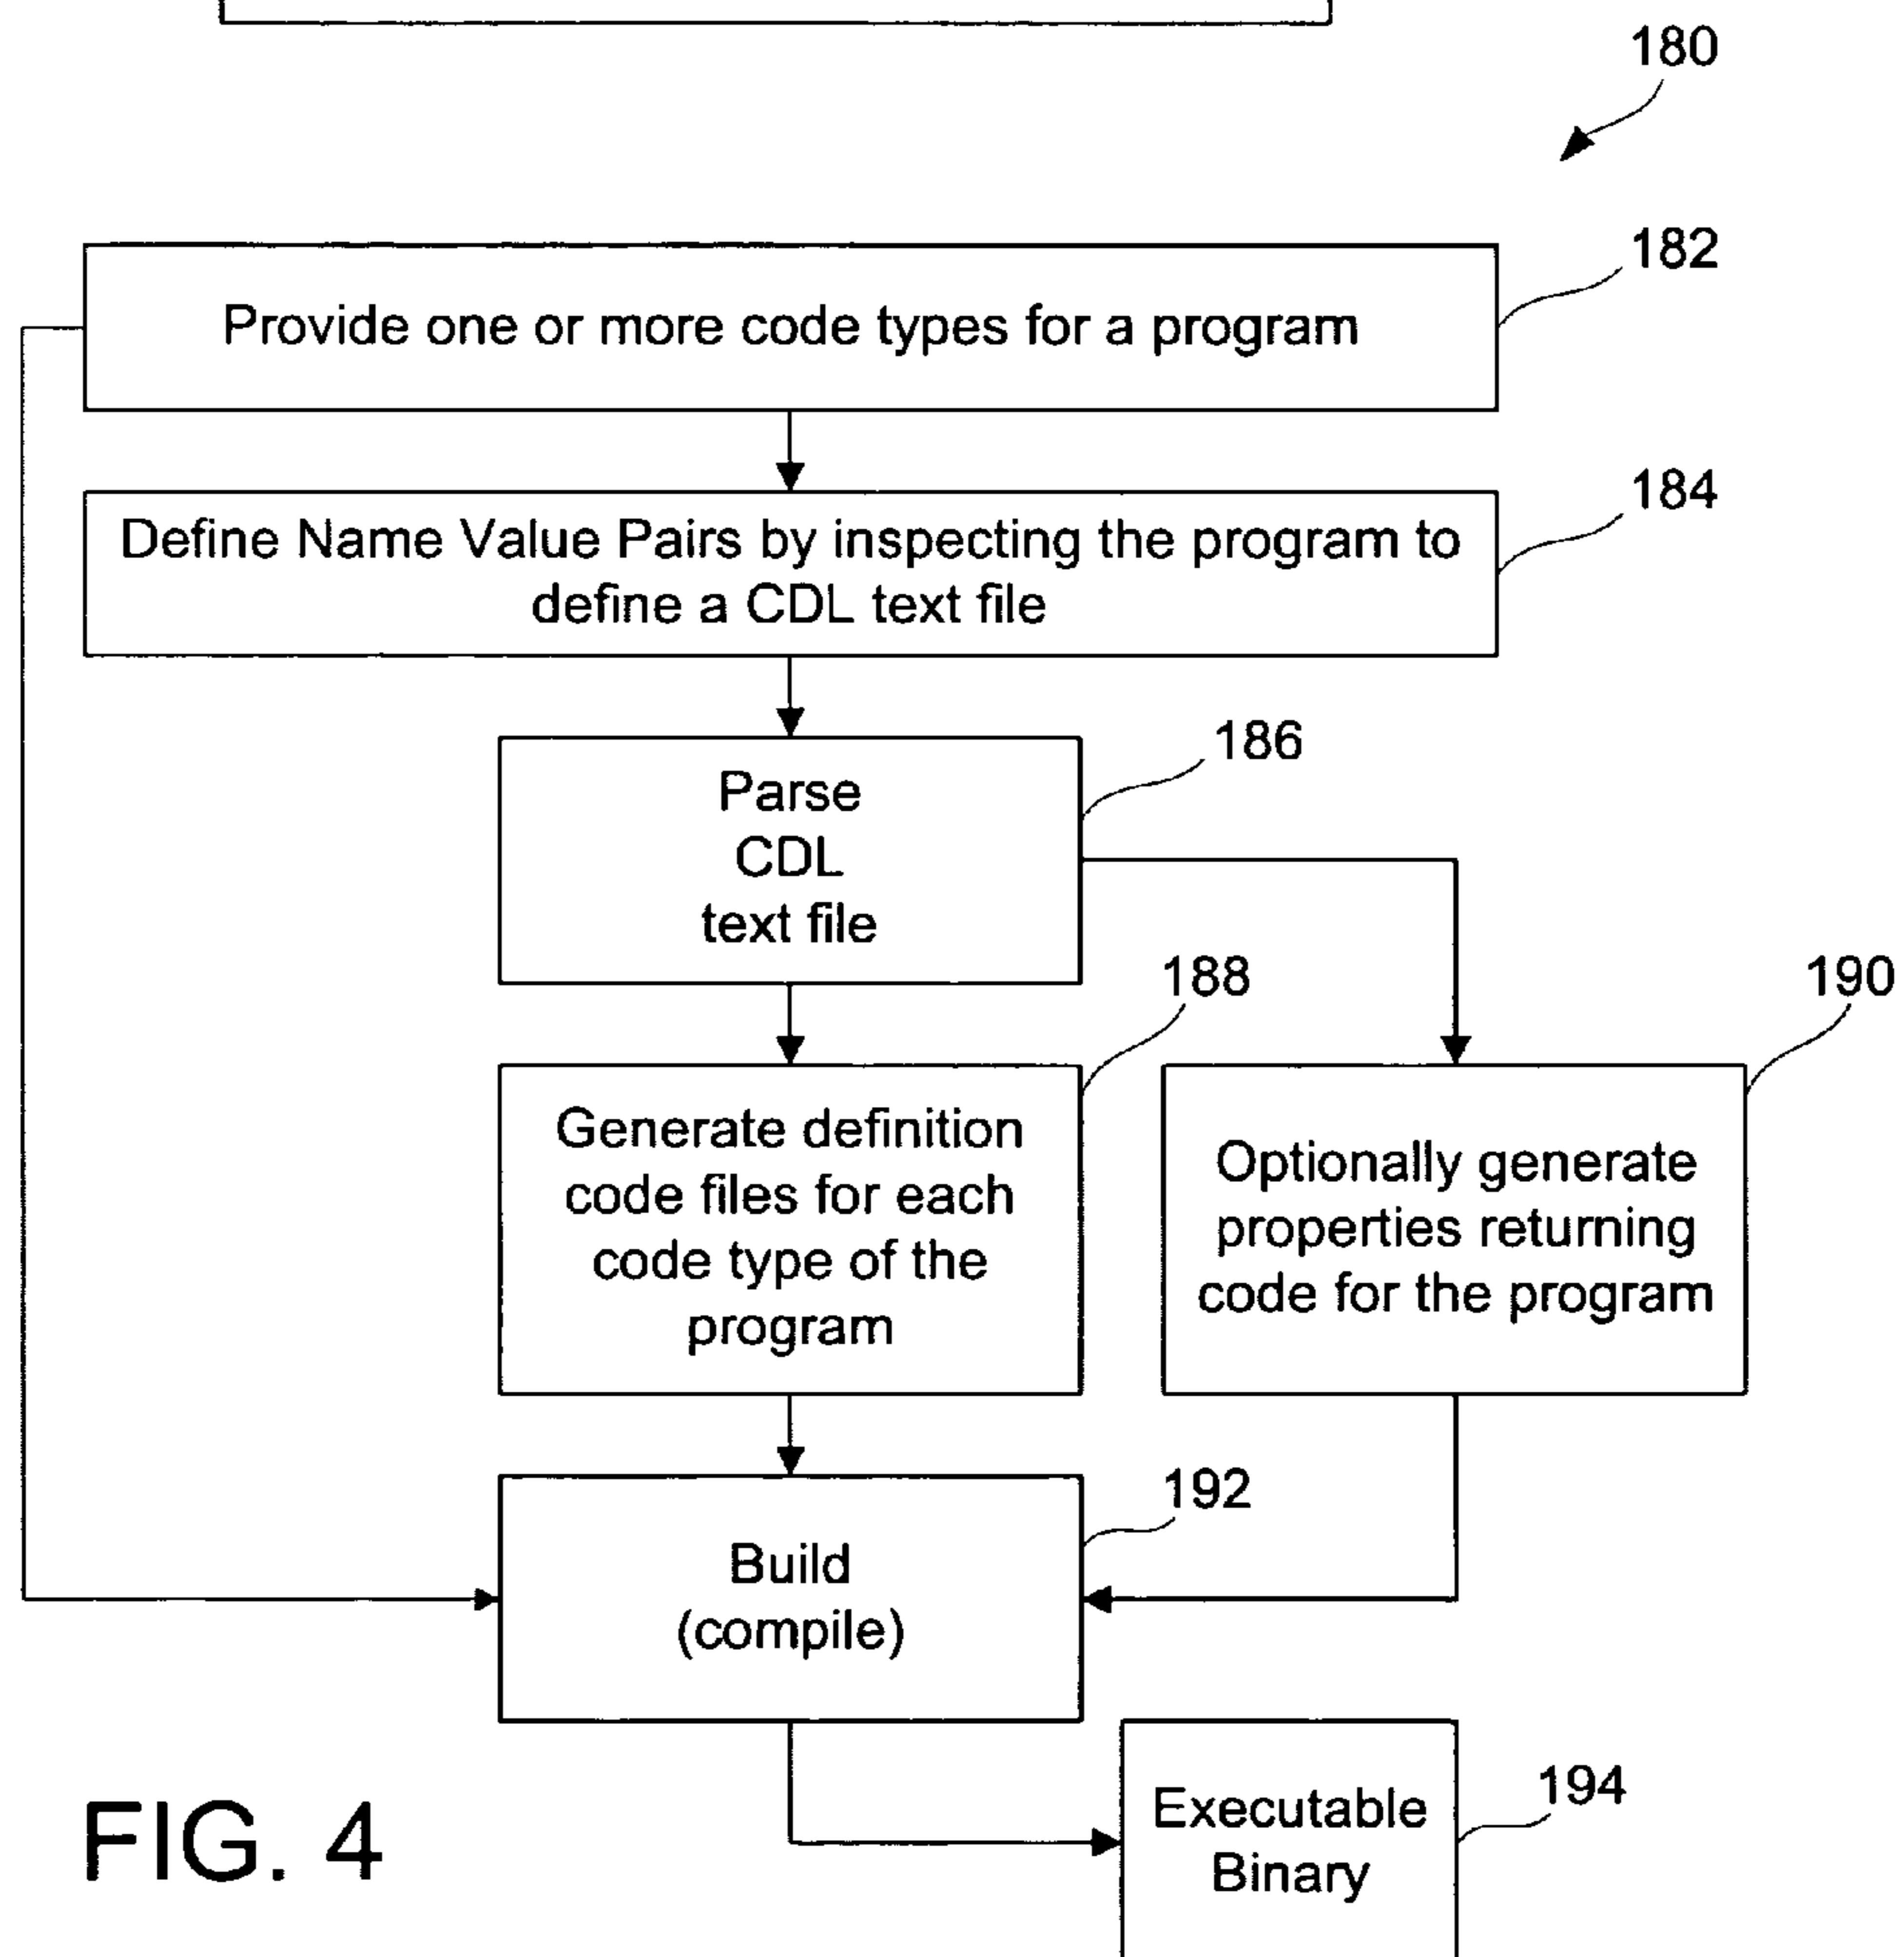 180
182
Provide one or more code types for a program
184
Define Name Value Pairs by inspecting the program to
define a CDL text file
186
Parse
CDL
text file
188
190
Generate definition
code files for each
code type of the
program
Optionally generate
properties returning
code for the program
192
Build
(compile)
194
Executable
Binary
FIG. 4